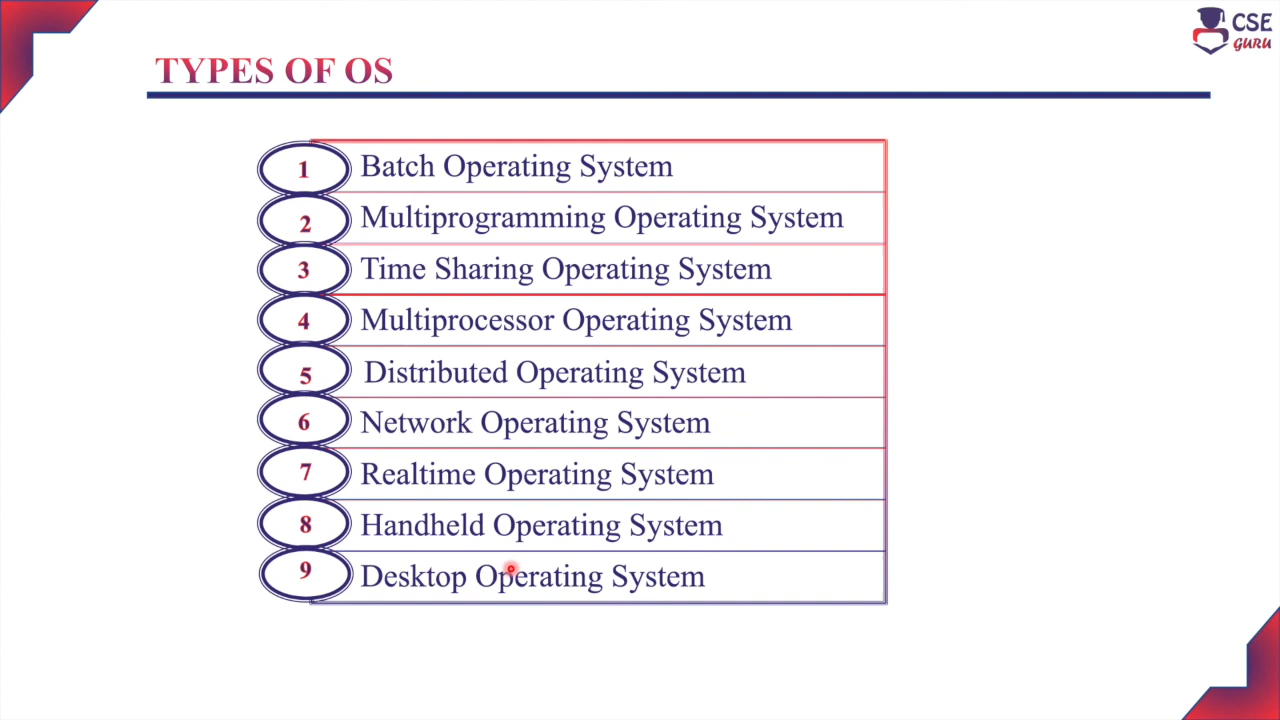 CSE
GURU
TYPES OF OS
1 Batch Operating System
2 Multiprogramming Operating System
3 Time Sharing Operating System
4 Multiprocessor Operating System
5 Distributed Operating System
6 Network Operating System
7 Realtime Operating System
8 Handheld Operating System
9 Desktop Operating System